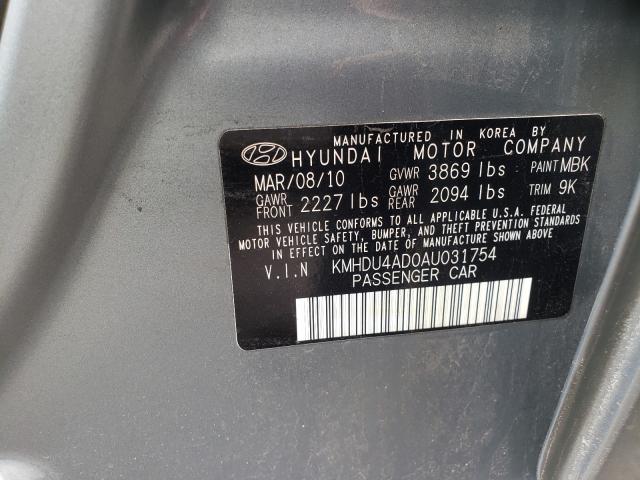 MANUFACTURED IN KOREA BY
HYUNDAI MOTOR COMPANY
MAR/08/10 GVWR 3869 lbs PAINT MBK
GAWR FRONT 2227 lbs GAWR REAR 2094 lbs TRIM 9K
THIS VEHICLE CONFORMS TO ALL APPLICABLE U.S.A. FEDERAL
MOTOR VEHICLE SAFETY, BUMPER, AND THEFT PREVENTION STANDARDS
IN EFFECT ON THE DATE OF MANUFACTURE SHOWN ABOVE.
V.I.N KMHDU4AD0AU031754
PASSENGER CAR